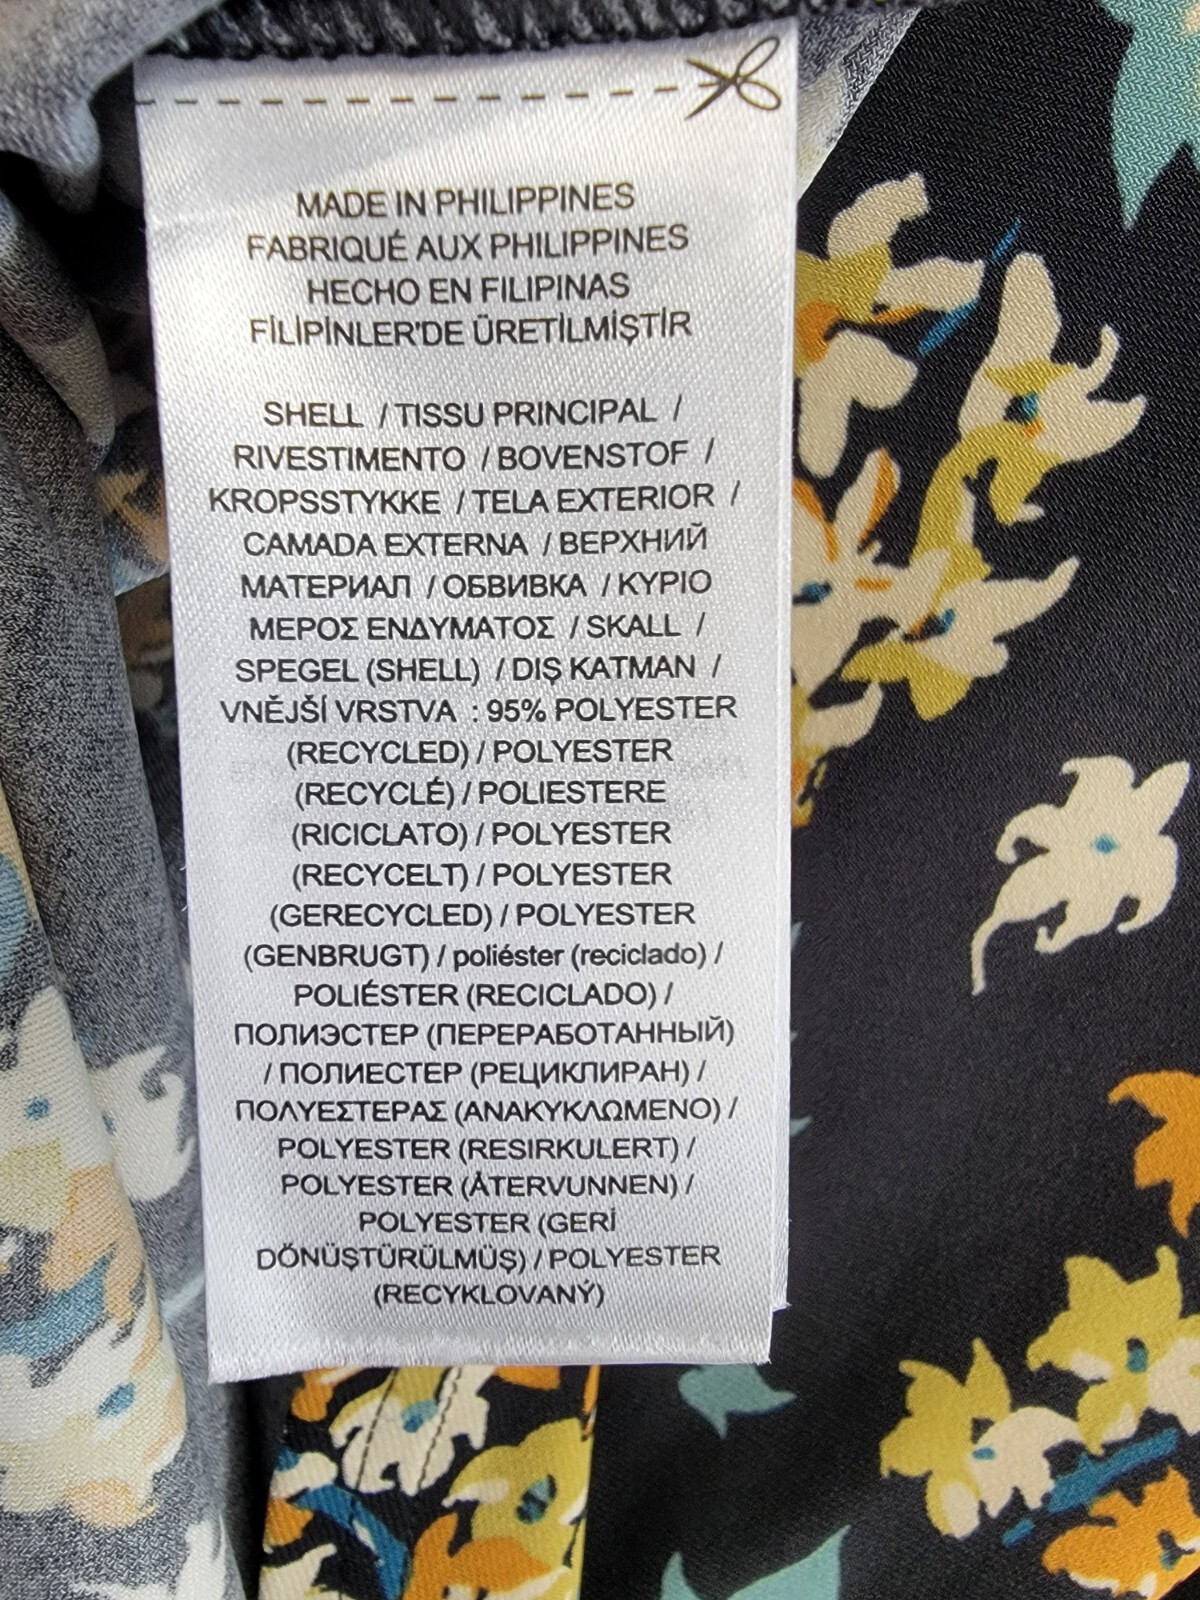 MADE IN PHILIPPINES
FABRIQUÉ AUX PHILIPPINES
HECHO EN FILIPINAS
FİLİPİNLER'DE ÜRETİLMİŞTİR
SHELL / TISSU PRINCIPAL /
RIVESTIMENTO / BOVENSTOF /
KROPSSTYKKE / TELA EXTERIOR /
CAMADA EXTERNA / ВЕРХНИЙ
МАТЕРИАЛ / ОБВИВКА / ΚΥΡΙΟ
ΜΕΡΟΣ ΕΝΔΥΜΑΤΟΣ / SKALL /
SPEGEL (SHELL) / DIŞ KATMAN /
VNĚJŠÍ VRSTVA : 95% POLYESTER
(RECYCLED) / POLYESTER
(RECYCLÉ) / POLIESTERE
(RICICLATO) / POLYESTER
(RECYCELT) / POLYESTER
(GERECYCLED) / POLYESTER
(GENBRUGT) / poliéster (reciclado) /
POLIÉSTER (RECICLADO) /
ПОЛИЭСТЕР (ПЕРЕРАБОТАННЫЙ)
/ ПОЛИЕСТЕР (РЕЦИКЛИРАН) /
ΠΟΛΥΕΣΤΕΡΑΣ (ΑΝΑΚΥΚΛΩΜΕΝΟ) /
POLYESTER (RESIRKULERT) /
POLYESTER (ÅTERVUNNEN) /
POLYESTER (GERİ
DÖNÜŞTÜRÜLMÜŞ) / POLYESTER
(RECYKLOVANÝ)